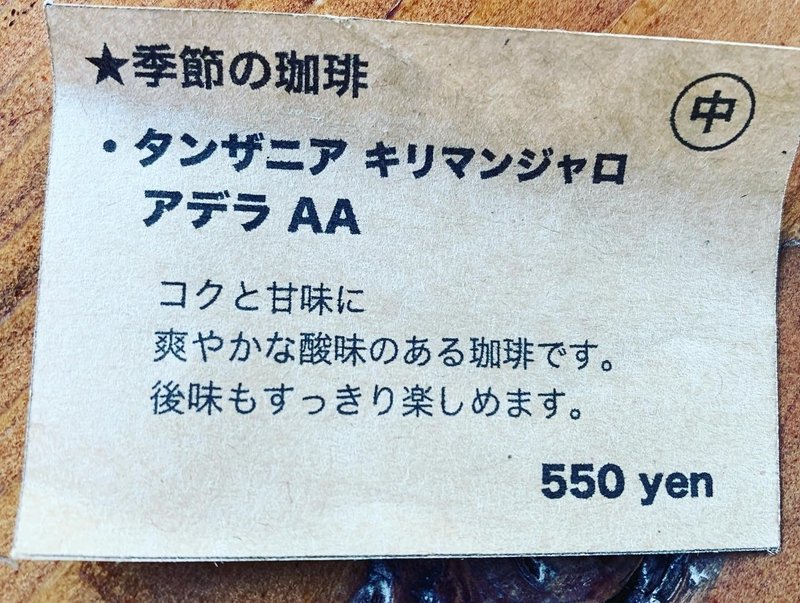 ★季節の珈琲
中
・タンザニア キリマンジャロ
アデラ AA
コクと甘味に
爽やかな酸味のある珈琲です。
後味もすっきり楽しめます。
550 yen